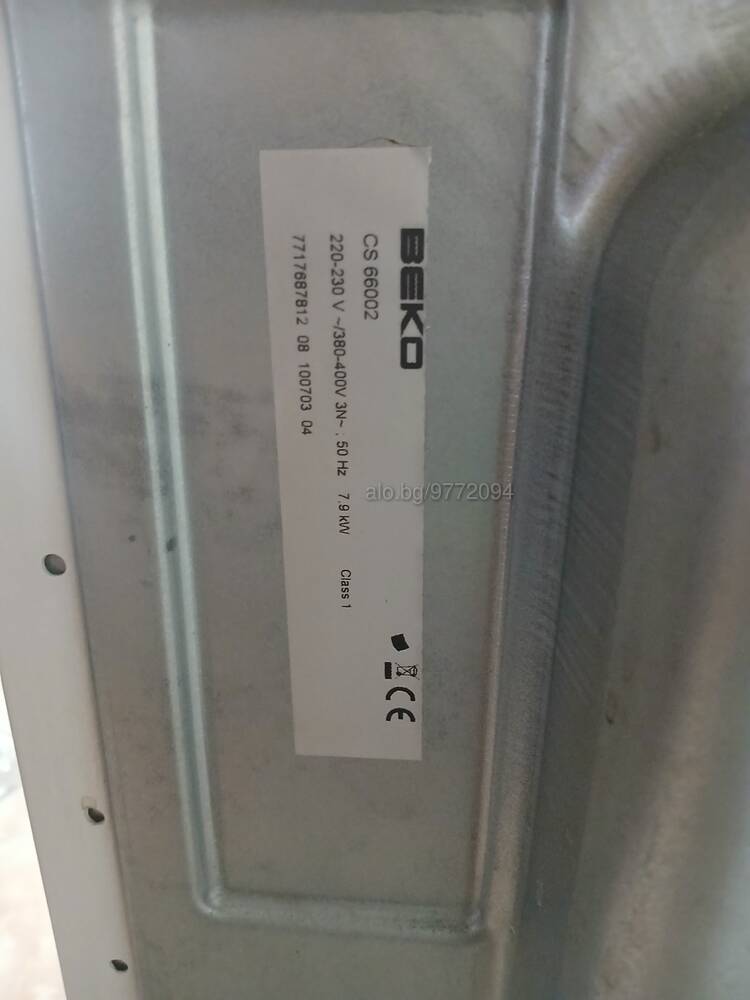 BEKO
CS 66002
220-230 V ~/380-400V 3N~ : 50 Hz 7.9 kW Class 1
7717687812 08 100703 04
CE
alo.bg/9772094